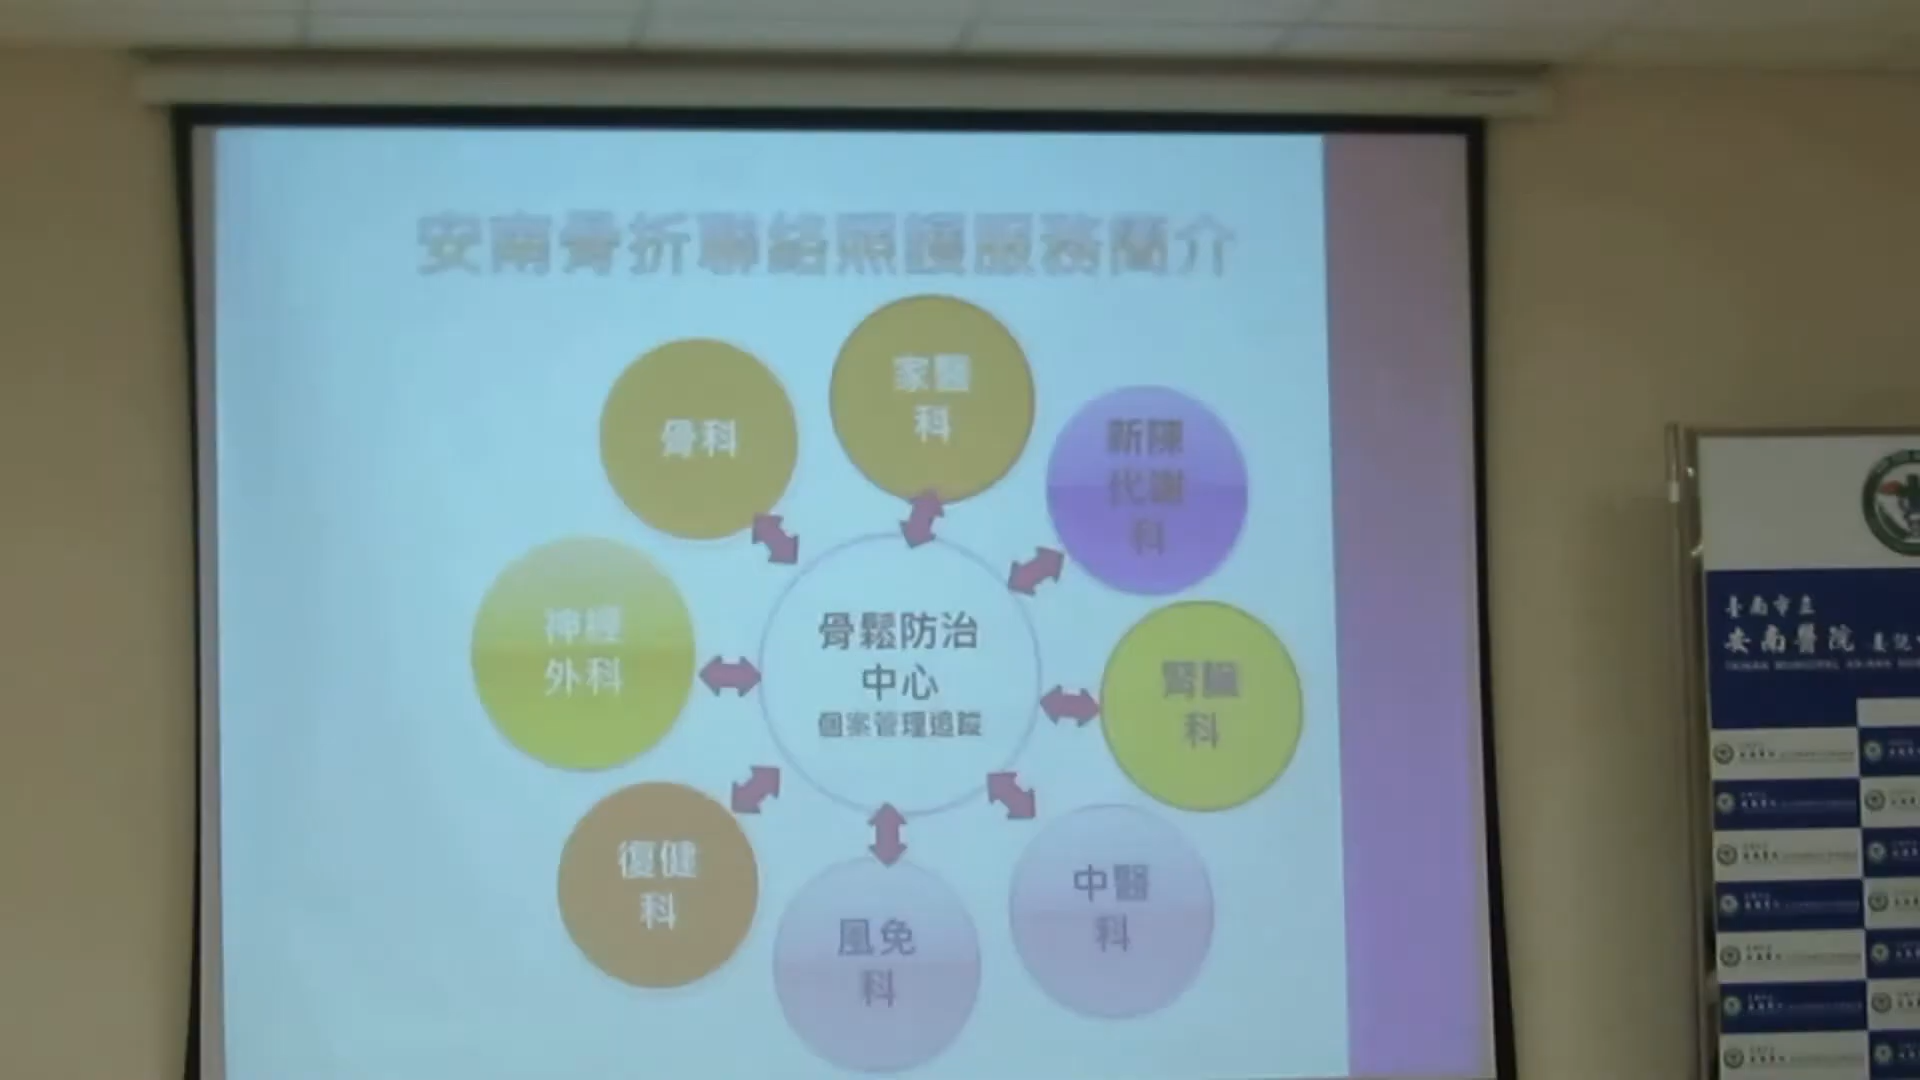 安南骨折聯絡照護服務簡介
家醫
科
骨科
新陳
代謝
科
神經
外科
骨鬆防治
中心
個案管理追蹤
腎臟
科
復健
科
中醫
科
風免
科
臺南市立
安南醫院